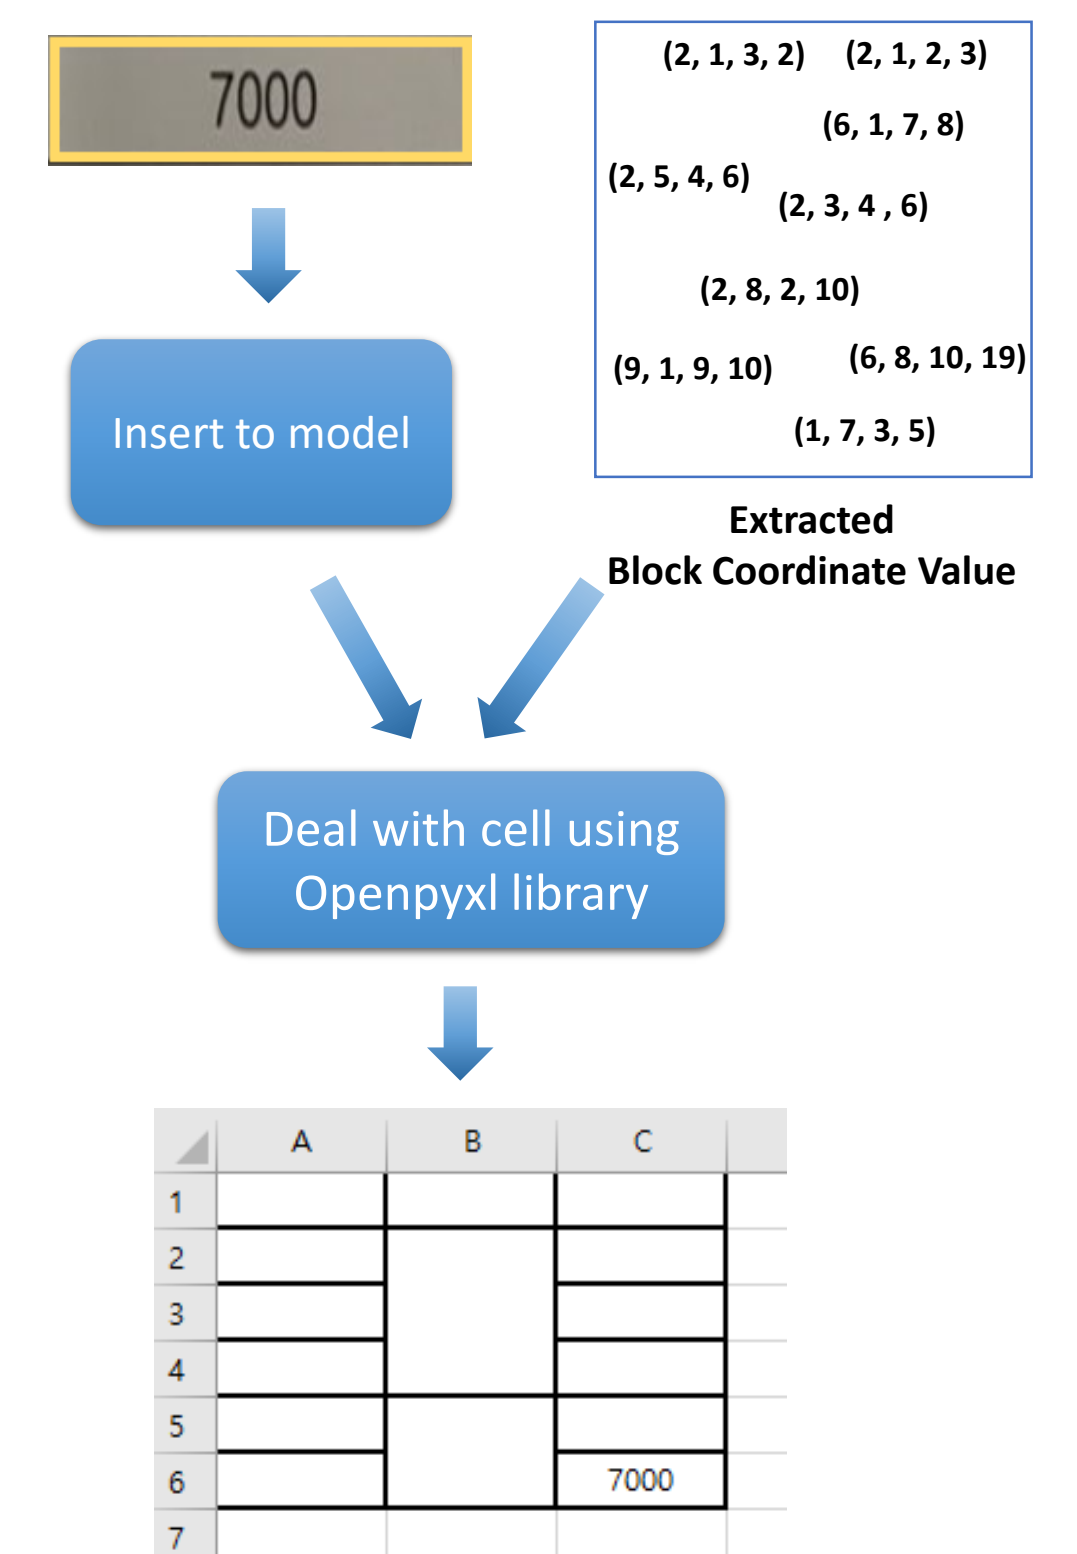 7000
(2, 1, 3, 2) (2, 1, 2, 3)
(6, 1, 7, 8)
(2, 5, 4, 6)
(2, 3, 4 , 6)
(2, 8, 2, 10)
(9, 1, 9, 10)
(6, 8, 10, 19)
(1, 7, 3, 5)
Extracted
Block Coordinate Value
Insert to model
Deal with cell using
Openpyxl library
A B C
1
2
3
4
5
6 7000
7